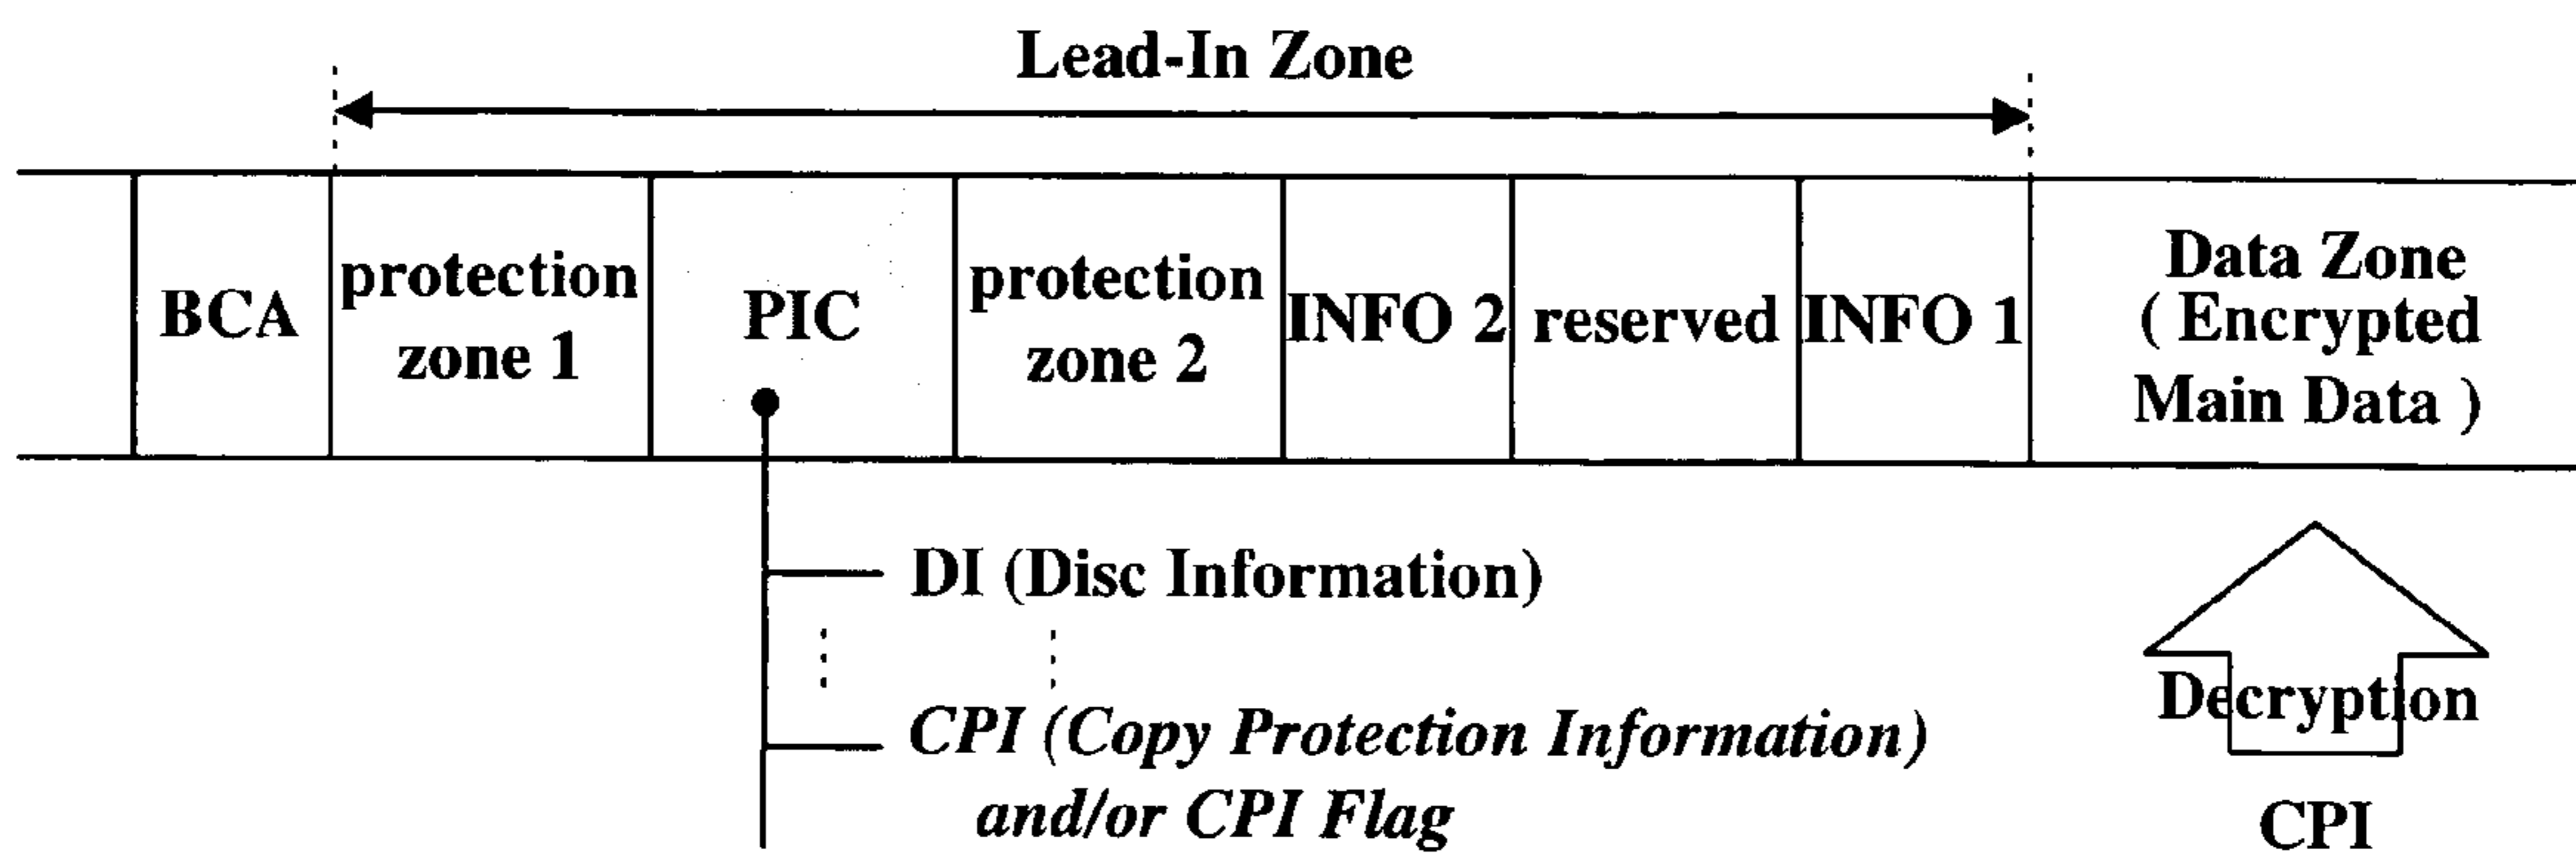 Lead-In Zone
BCA
protection
zone 1
PIC
protection
zone 2
INFO 2
reserved
INFO 1
Data Zone
( Encrypted
Main Data )
DI (Disc Information)
CPI (Copy Protection Information)
and/or CPI Flag
Decryption
CPI